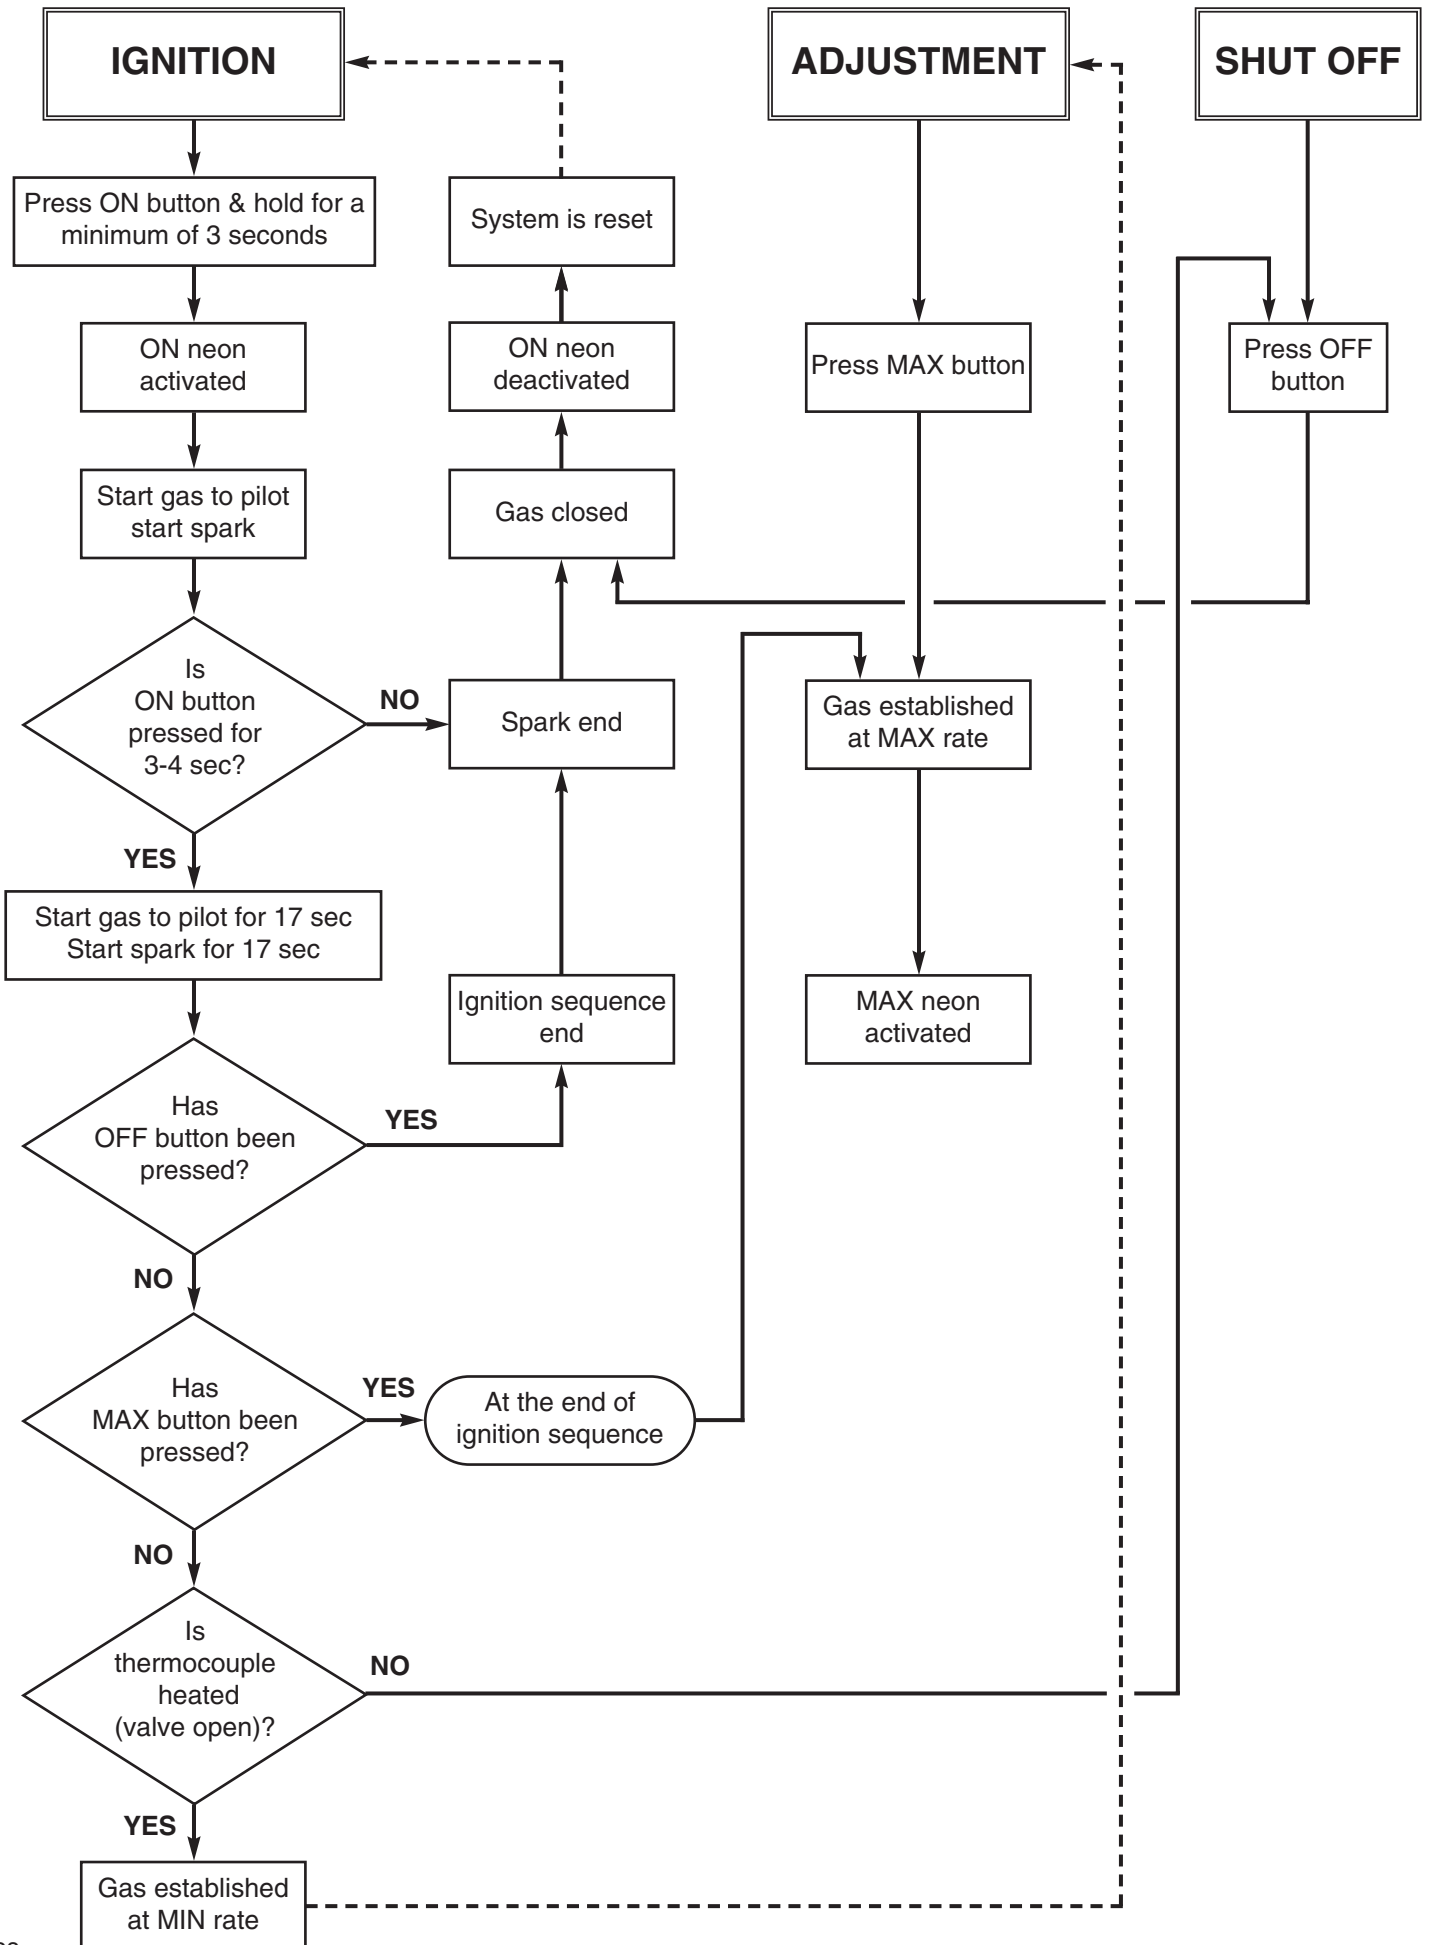 IGNITION
ADJUSTMENT
SHUT OFF
Press ON button & hold for a
minimum of 3 seconds
System is reset
ON neon
activated
ON neon
deactivated
Press MAX button
Press OFF
button
Start gas to pilot
start spark
Gas closed
Is
ON button
pressed for
3-4 sec?
NO
Spark end
Gas established
at MAX rate
YES
Start gas to pilot for 17 sec
Start spark for 17 sec
Ignition sequence
end
MAX neon
activated
Has
OFF button been
pressed?
YES
NO
Has
MAX button been
pressed?
YES
At the end of
ignition sequence
NO
Is
thermocouple
heated
(valve open)?
NO
YES
Gas established
at MIN rate